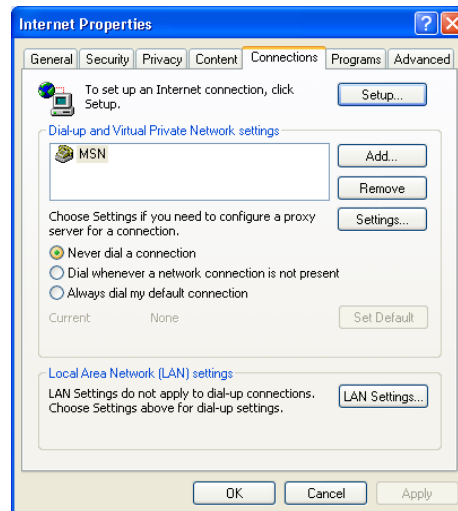 Internet Properties
General Security Privacy Content Connections Programs Advanced
To set up an Internet connection, click
Setup.
Setup...
Dial-up and Virtual Private Network settings
MSN
Add...
Remove
Choose Settings if you need to configure a proxy
server for a connection.
Settings...
Never dial a connection
Dial whenever a network connection is not present
Always dial my default connection
Current None
Set Default
Local Area Network (LAN) settings
LAN Settings do not apply to dial-up connections.
Choose Settings above for dial-up settings.
LAN Settings...
OK Cancel Apply